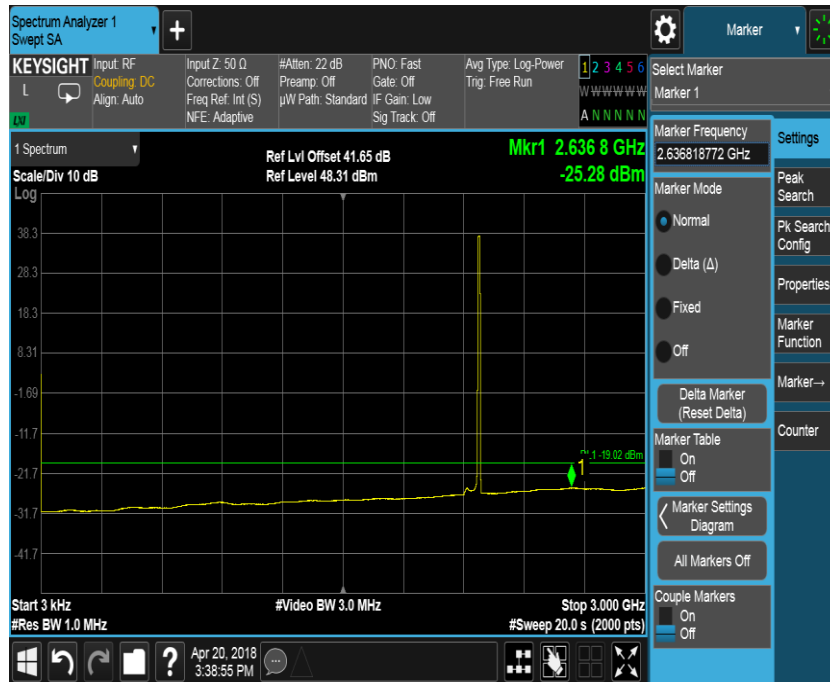 Spectrum Analyzer 1
Swept SA
+
Marker
KEYSIGHT
L
LXI
Input: RF
Coupling: DC
Align: Auto
Input Z: 50 Ω
Corrections: Off
Freq Ref: Int (S)
NFE: Adaptive
#Atten: 22 dB
Preamp: Off
µW Path: Standard
PNO: Fast
Gate: Off
IF Gain: Low
Sig Track: Off
Avg Type: Log-Power
Trig: Free Run
1 2 3 4 5 6
W W W W W W
A N N N N N
Select Marker
Marker 1
1 Spectrum
Scale/Div 10 dB
Log
Ref Lvl Offset 41.65 dB
Ref Level 48.31 dBm
Mkr1 2.636 8 GHz
-25.28 dBm
38.3
28.3
18.3
8.31
-1.69
-11.7
-21.7
-31.7
-41.7
-19.02 dBm
1
Start 3 kHz
#Res BW 1.0 MHz
#Video BW 3.0 MHz
Stop 3.000 GHz
#Sweep 20.0 s (2000 pts)
Marker Frequency
2.636818772 GHz
Marker Mode
Normal
Delta (Δ)
Fixed
Off
Delta Marker
(Reset Delta)
Marker Table
On
Off
Marker Settings
Diagram
All Markers Off
Couple Markers
On
Off
Settings
Peak
Search
Pk Search
Config
Properties
Marker
Function
Marker→
Counter
?
Apr 20, 2018
3:38:55 PM